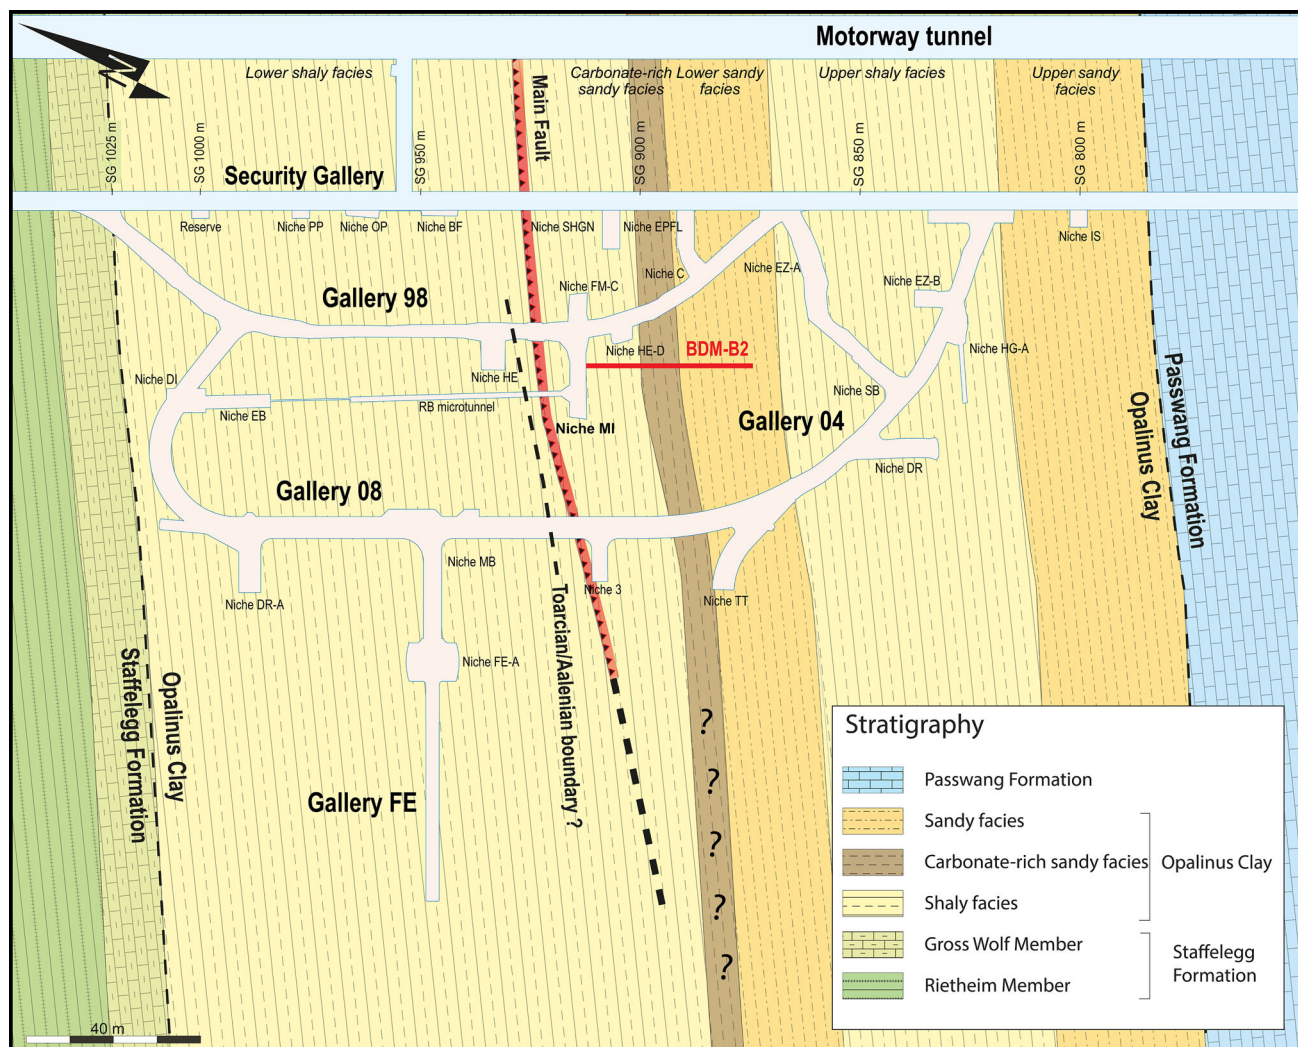 Motorway tunnel
N
Lower shaly facies
Carbonate-rich
sandy facies
Lower sandy
facies
Upper shaly facies
Upper sandy
facies
Main Fault
SG 1025 m
SG 1000 m
SG 950 m
SG 900 m
SG 850 m
SG 800 m
Security Gallery
Reserve
Niche PP
Niche OP
Niche BF
Niche SHGN
Niche EPFL
Niche IS
Niche C
Niche EZ-A
Niche FM-C
Niche EZ-B
Gallery 98
Niche HE-D
BDM-B2
Niche HG-A
Niche DI
Niche HE
Niche SB
Niche EB
RB microtunnel
Niche MI
Gallery 04
Passwang Formation
Opalinus Clay
Niche DR
Gallery 08
Niche MB
Niche DR-A
Niche 3
Niche TT
Toarcian/Aalenian boundary ?
Niche FE-A
Staffelegg Formation
Opalinus Clay
Gallery FE
?
?
?
?
?
40 m
Stratigraphy
Passwang Formation
Sandy facies
Carbonate-rich sandy facies
Opalinus Clay
Shaly facies
Gross Wolf Member
Staffelegg
Formation
Rietheim Member